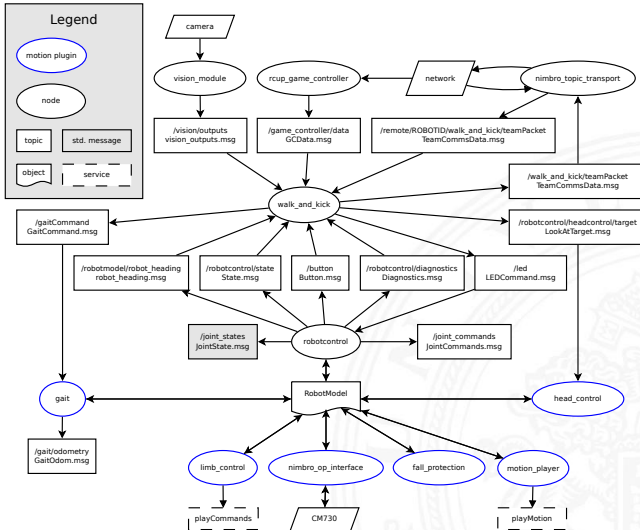 Legend
motion plugin
node
topic
std. message
object
service
camera
vision_module
rcup_game_controller
network
nimbro_topic_transport
/vision/outputs
vision_outputs.msg
/game_controller/data
GCData.msg
/remote/ROBOTID/walk_and_kick/teamPacket
TeamCommsData.msg
/walk_and_kick/teamPacket
TeamCommsData.msg
walk_and_kick
/gaitCommand
GaitCommand.msg
/robotcontrol/headcontrol/target
LookAtTarget.msg
/robotmodel/robot_heading
robot_heading.msg
/robotcontrol/state
State.msg
/button
Button.msg
/robotcontrol/diagnostics
Diagnostics.msg
/led
LEDCommand.msg
/joint_states
JointState.msg
robotcontrol
/joint_commands
JointCommands.msg
gait
RobotModel
head_control
/gait/odometry
GaitOdom.msg
limb_control
nimbro_op_interface
fall_protection
motion_player
playCommands
CM730
playMotion